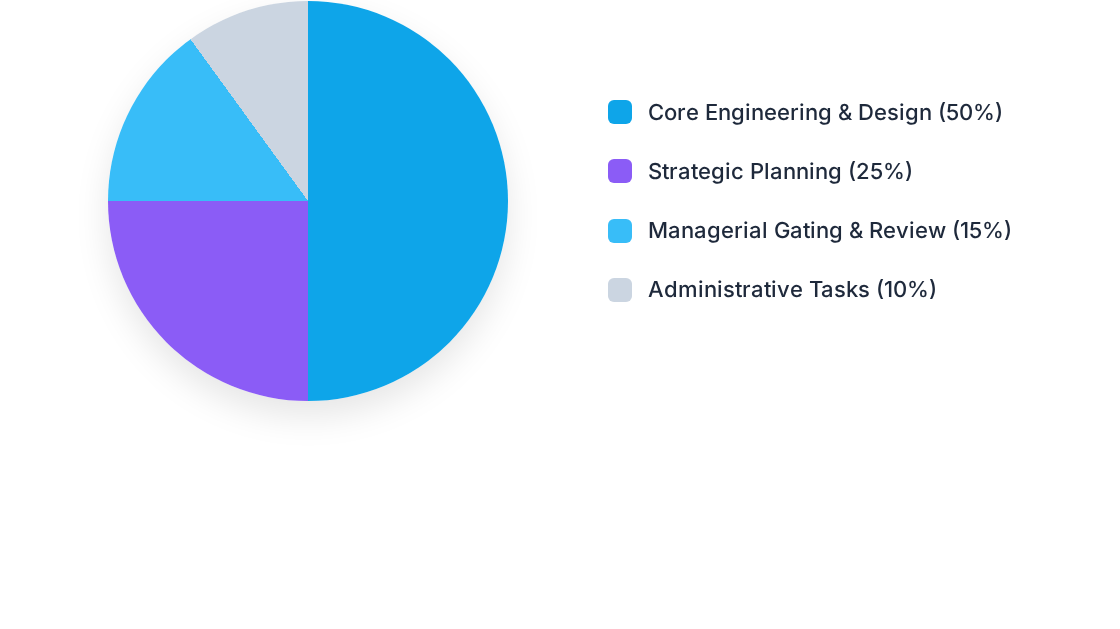 Core Engineering & Design (50%)
Strategic Planning (25%)
Managerial Gating & Review (15%)
Administrative Tasks (10%)